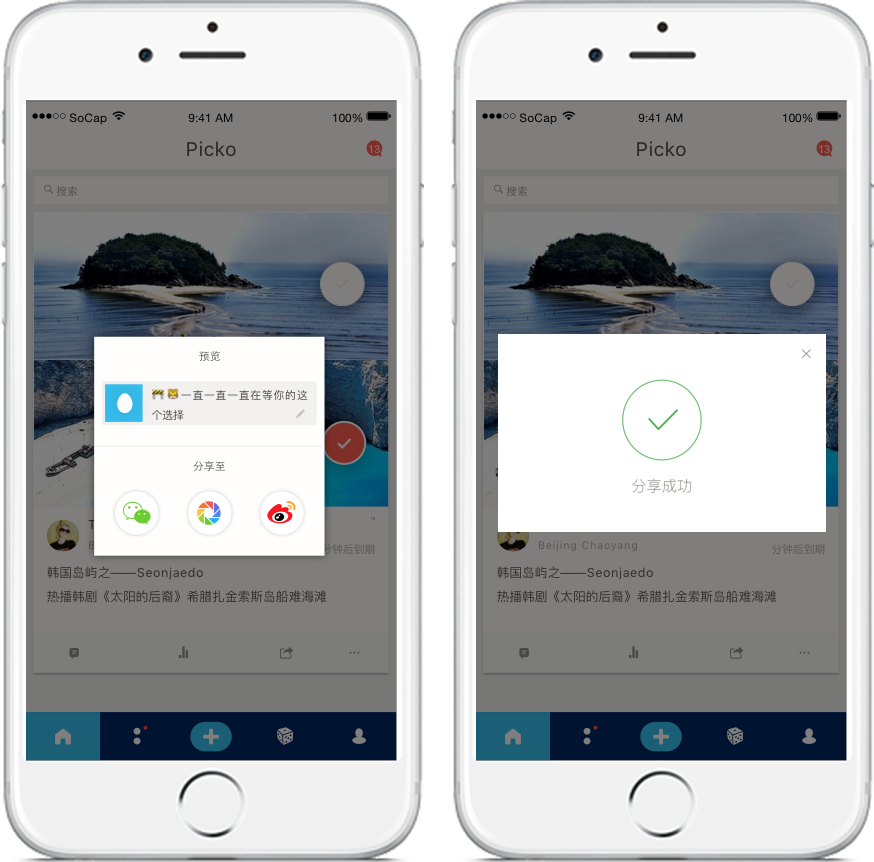 SoCap 9:41 AM 100%
Picko 13
搜索
预览
🚧🐯一直一直一直在等你的这
个选择
分享至
T
B
分钟后到期
韩国岛屿之——Seonjaedo
热播韩剧《太阳的后裔》希腊扎金索斯岛船难海滩
SoCap 9:41 AM 100%
Picko 13
搜索
分享成功
Beijing Chaoyang
分钟后到期
韩国岛屿之——Seonjaedo
热播韩剧《太阳的后裔》希腊扎金索斯岛船难海滩